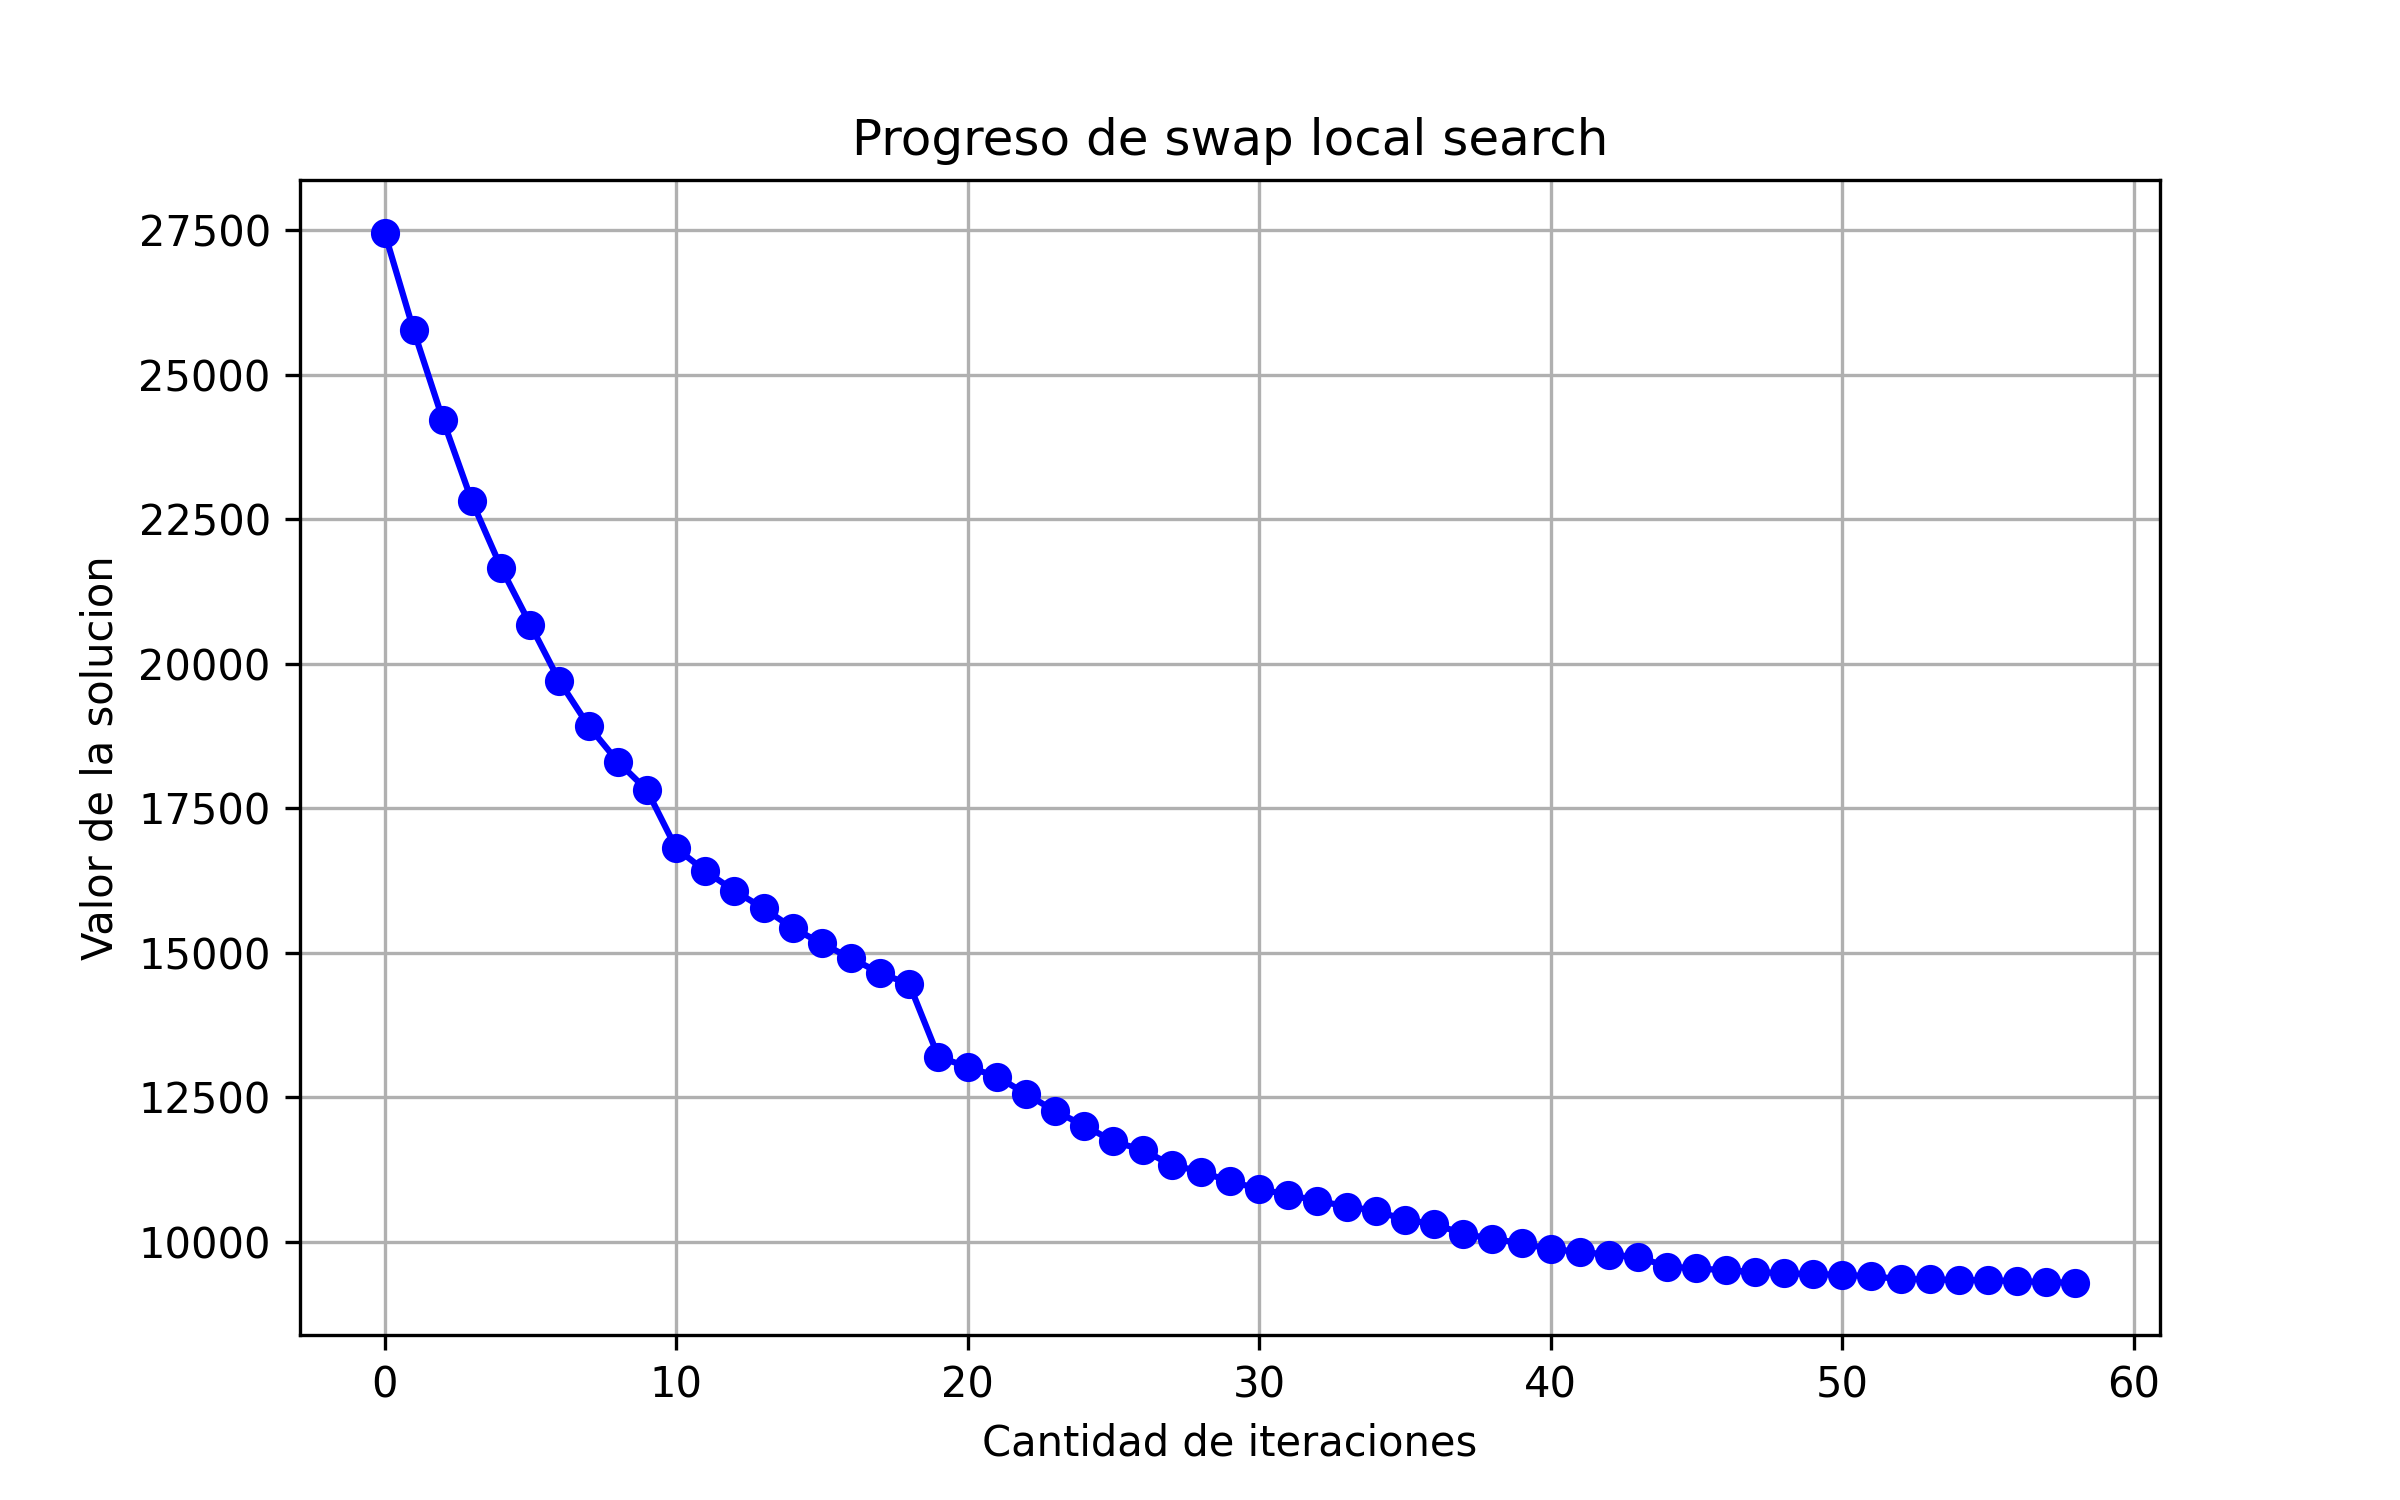 Progreso de swap local search
27500
25000
22500
20000
17500
15000
12500
10000
Valor de la solucion
0 10 20 30 40 50 60
Cantidad de iteraciones